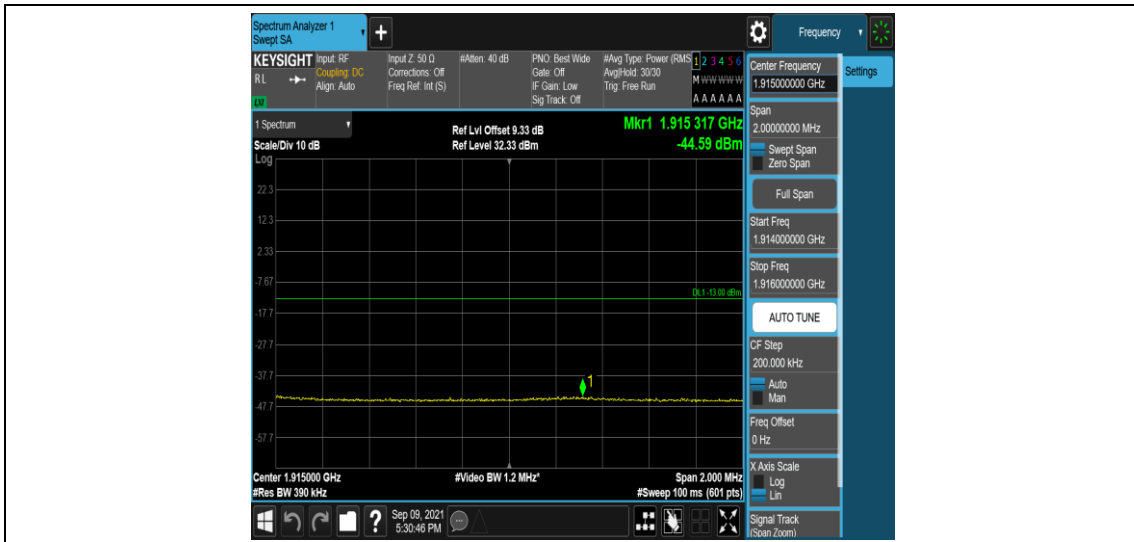 Spectrum Analyzer 1
Swept SA
+
Frequency
KEYSIGHT
RL
Input: RF
Coupling: DC
Align: Auto
Input Z: 50 Ω
Corrections: Off
Freq Ref: Int (S)
#Atten: 40 dB
PNO: Best Wide
Gate: Off
IF Gain: Low
Sig Track: Off
#Avg Type: Power (RMS
Avg|Hold: 30/30
Trig: Free Run
1 2 3 4 5 6
M W W W W W
A A A A A A
Center Frequency
1.915000000 GHz
Settings
Span
2.00000000 MHz
Swept Span
Zero Span
Full Span
Start Freq
1.914000000 GHz
Stop Freq
1.916000000 GHz
AUTO TUNE
CF Step
200.000 kHz
Auto
Man
Freq Offset
0 Hz
X Axis Scale
Log
Lin
Signal Track
(Span Zoom)
1 Spectrum
Scale/Div 10 dB
Ref Lvl Offset 9.33 dB
Ref Level 32.33 dBm
Mkr1 1.915 317 GHz
-44.59 dBm
Log
22.3
12.3
2.33
-7.67
DL1 -13.00 dBm
-17.7
-27.7
-37.7
1
-47.7
-57.7
Center 1.915000 GHz
#Video BW 1.2 MHz*
Span 2.000 MHz
#Res BW 390 kHz
#Sweep 100 ms (601 pts)
?
Sep 09, 2021
5:30:46 PM